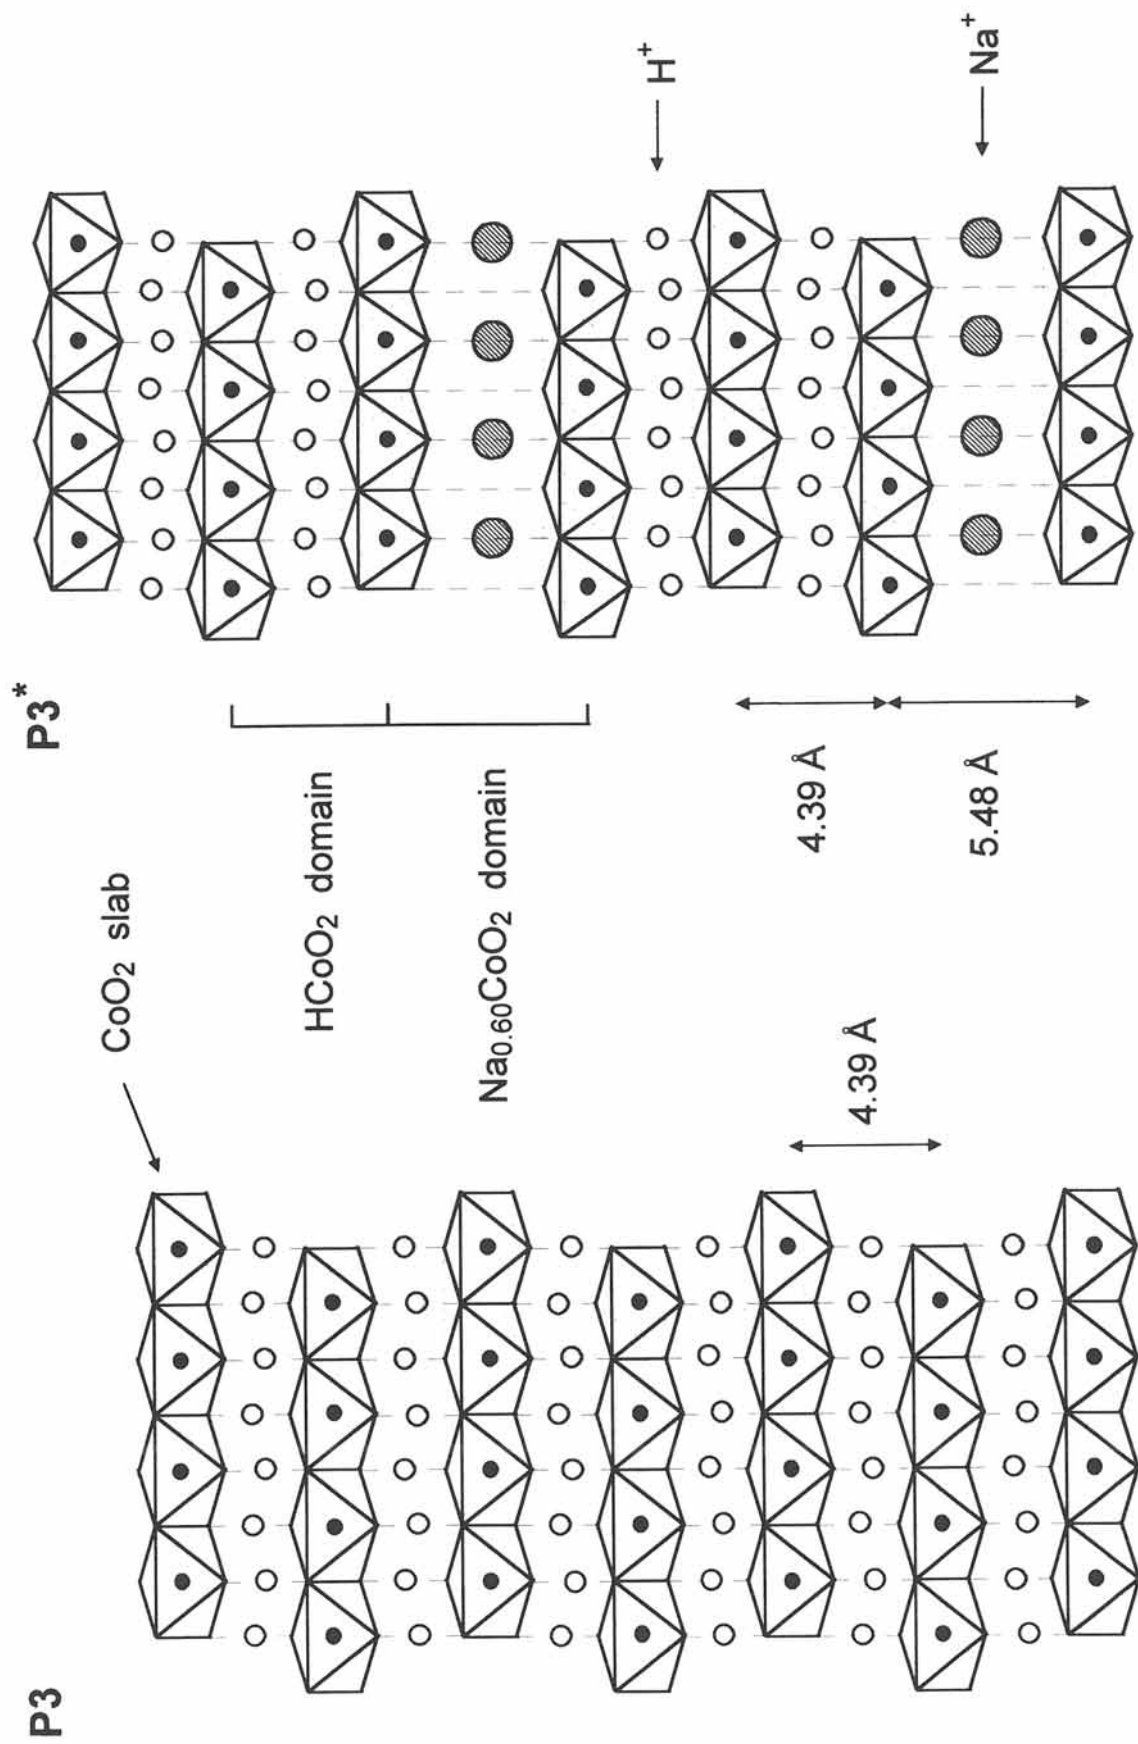 P3
P3*
CoO₂ slab
HCoO₂ domain
Na₀.₆₀CoO₂ domain
4.39 Å
4.39 Å
5.48 Å
H⁺
Na⁺